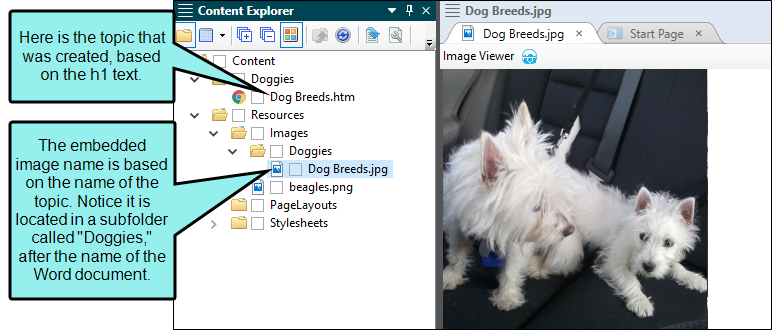 Here is the topic that
was created, based
on the h1 text.
The embedded
image name is based
on the name of the
topic. Notice it is
located in a subfolder
called "Doggies,"
after the name of the
Word document.
Content Explorer
Content
Doggies
Dog Breeds.htm
Resources
Images
Doggies
Dog Breeds.jpg
beagles.png
PageLayouts
Stylesheets
Dog Breeds.jpg
Dog Breeds.jpg Start Page
Image Viewer